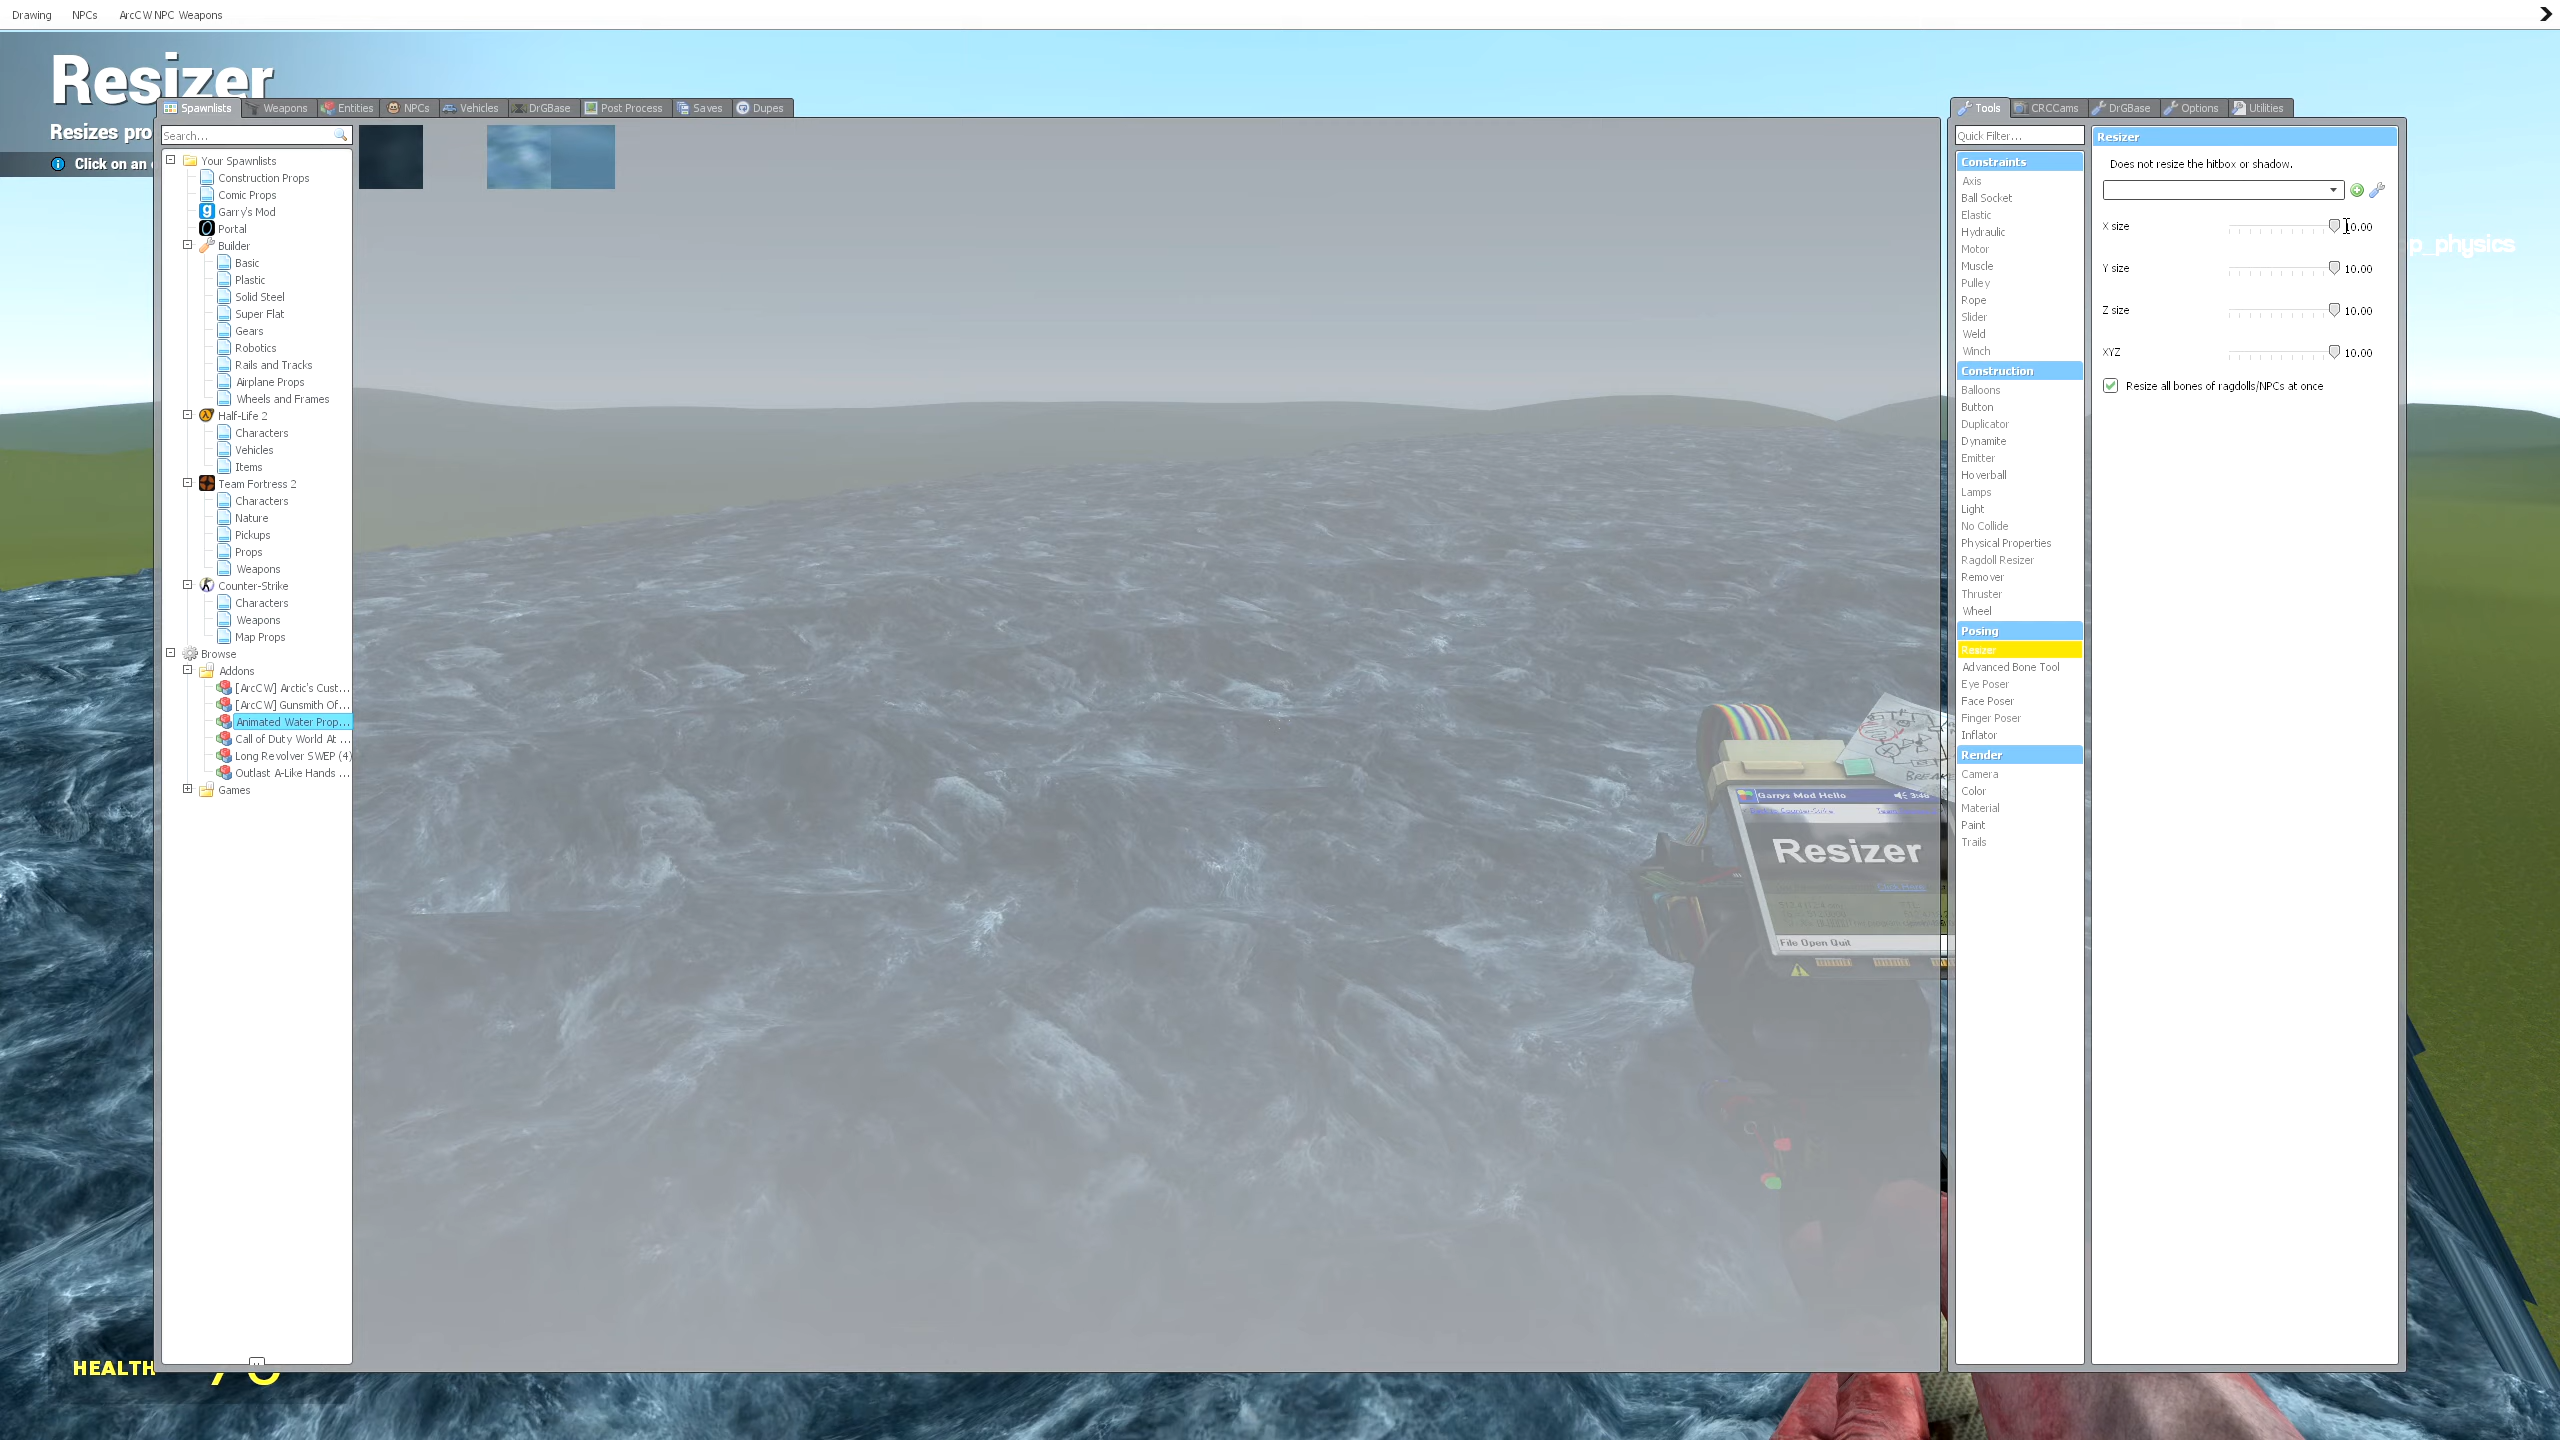 Drawing NPCs ArcCW NPC Weapons
Resizer
Resizes pro
Click on an
Spawnlists Weapons Entities NPCs Vehicles DrGBase Post Process Saves Dupes
Search...
Your Spawnlists
Construction Props
Comic Props
Garry's Mod
Portal
Builder
Basic
Plastic
Solid Steel
Super Flat
Gears
Robotics
Rails and Tracks
Airplane Props
Wheels and Frames
Half-Life 2
Characters
Vehicles
Items
Team Fortress 2
Characters
Nature
Pickups
Props
Weapons
Counter-Strike
Characters
Weapons
Map Props
Browse
Addons
[ArcCW] Arctic's Cust...
[ArcCW] Gunsmith Of...
Animated Water Prop...
Call of Duty World At ...
Long Revolver SWEP (4)
Outlast A-Like Hands ...
Games
HEALTH
Garrys Mod Hello
Resizer
File Open Quit
Tools CRCCams DrGBase Options Utilities
Quick Filter...
Constraints
Axis
Ball Socket
Elastic
Hydraulic
Motor
Muscle
Pulley
Rope
Slider
Weld
Winch
Construction
Balloons
Button
Duplicator
Dynamite
Emitter
Hoverball
Lamps
Light
No Collide
Physical Properties
Ragdoll Resizer
Remover
Thruster
Wheel
Posing
Resizer
Advanced Bone Tool
Eye Poser
Face Poser
Finger Poser
Inflator
Render
Camera
Color
Material
Paint
Trails
Resizer
Does not resize the hitbox or shadow.
X size 10.00
Y size 10.00
Z size 10.00
XYZ 10.00
Resize all bones of ragdolls/NPCs at once
p_physics